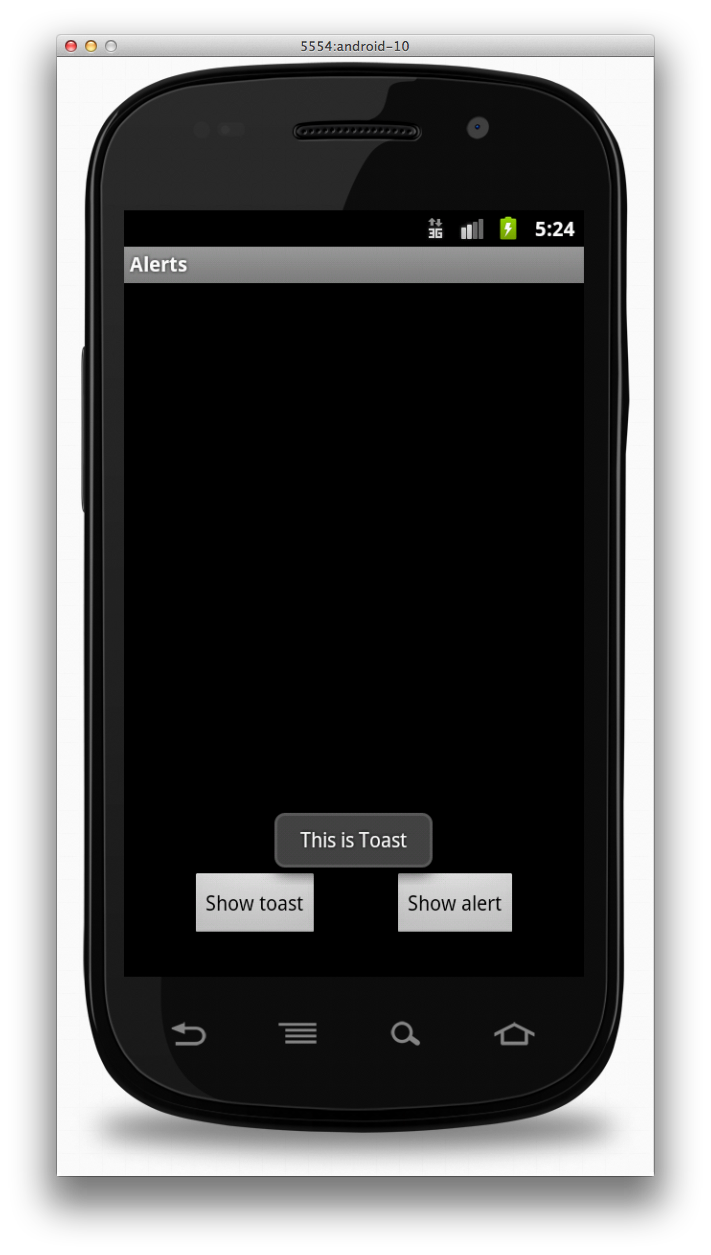 5554:android-10
3G 5:24
Alerts
This is Toast
Show toast Show alert